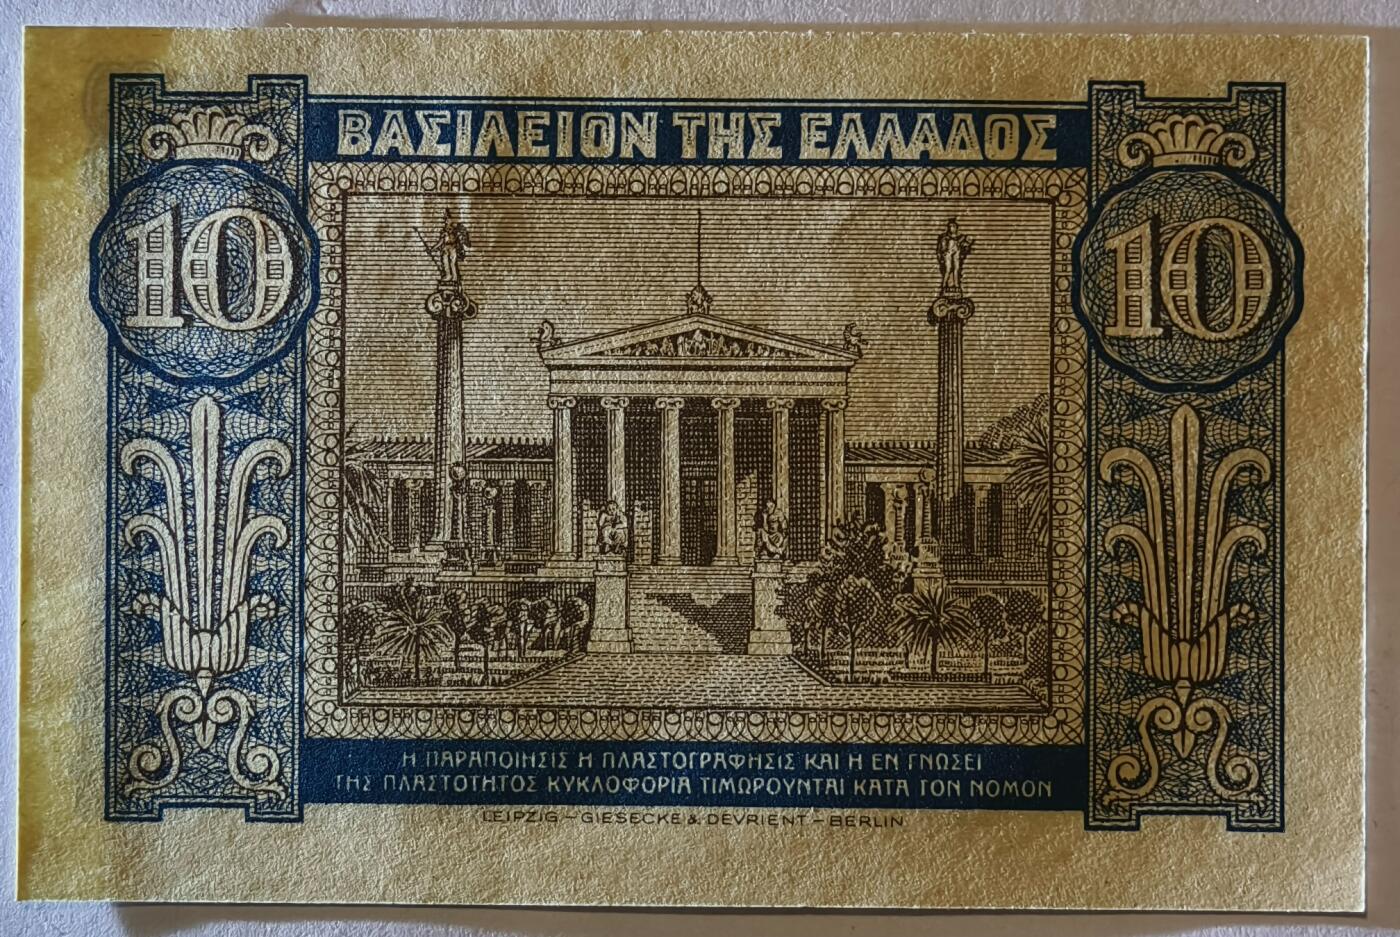 ΒΑΣΙΛΕΙΟΝ ΤΗΣ ΕΛΛΑΔΟΣ
10 10
Η ΠΑΡΑΠΟΙΗΣΙΣ Η ΠΛΑΣΤΟΓΡΑΦΗΣΙΣ ΚΑΙ Η ΕΝ ΓΝΩΣΕΙ
ΤΗΣ ΠΛΑΣΤΟΤΗΤΟΣ ΚΥΚΛΟΦΟΡΙΑ ΤΙΜΩΡΟΥΝΤΑΙ ΚΑΤΑ ΤΟΝ ΝΟΜΟΝ
LEIPZIG – GIESECKE & DEVRIENT – BERLIN